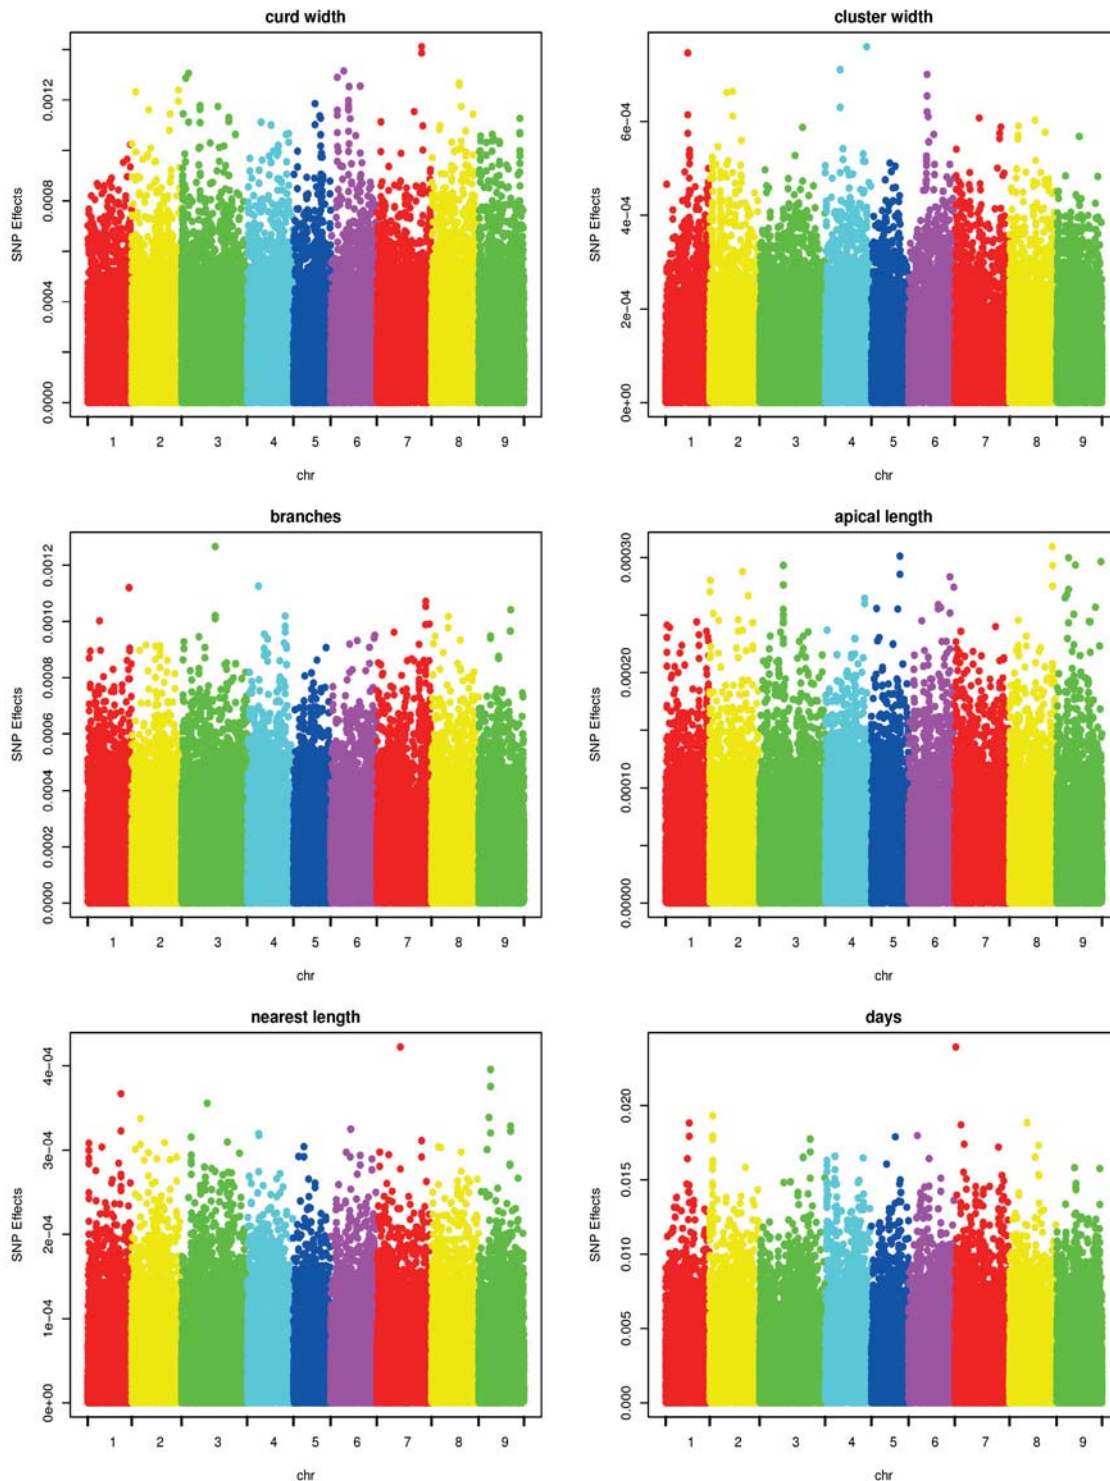 curd width
SNP Effects
0.0012
0.0008
0.0004
0.0000
1 2 3 4 5 6 7 8 9
chr
cluster width
SNP Effects
6e−04
4e−04
2e−04
0e+00
1 2 3 4 5 6 7 8 9
chr
branches
SNP Effects
0.0012
0.0010
0.0008
0.0006
0.0004
0.0002
0.0000
1 2 3 4 5 6 7 8 9
chr
apical length
SNP Effects
0.00030
0.00020
0.00010
0.00000
1 2 3 4 5 6 7 8 9
chr
nearest length
SNP Effects
4e−04
3e−04
2e−04
1e−04
0e+00
1 2 3 4 5 6 7 8 9
chr
days
SNP Effects
0.020
0.015
0.010
0.005
0.000
1 2 3 4 5 6 7 8 9
chr